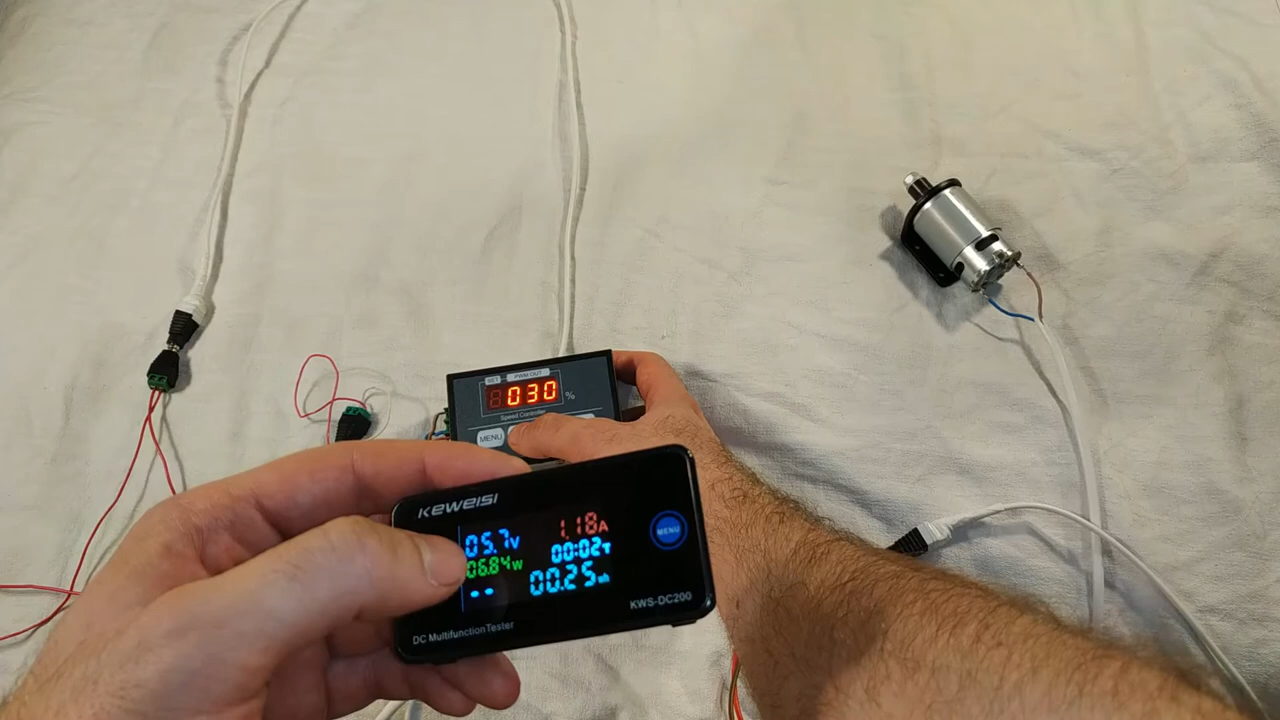 SET PWM OUT
030 %
Speed Controller
MENU
KEWEISI
05.7V 1.18A
MENU
00:02T
06.84W
00.25
KWS-DC200
DC Multifunction Tester